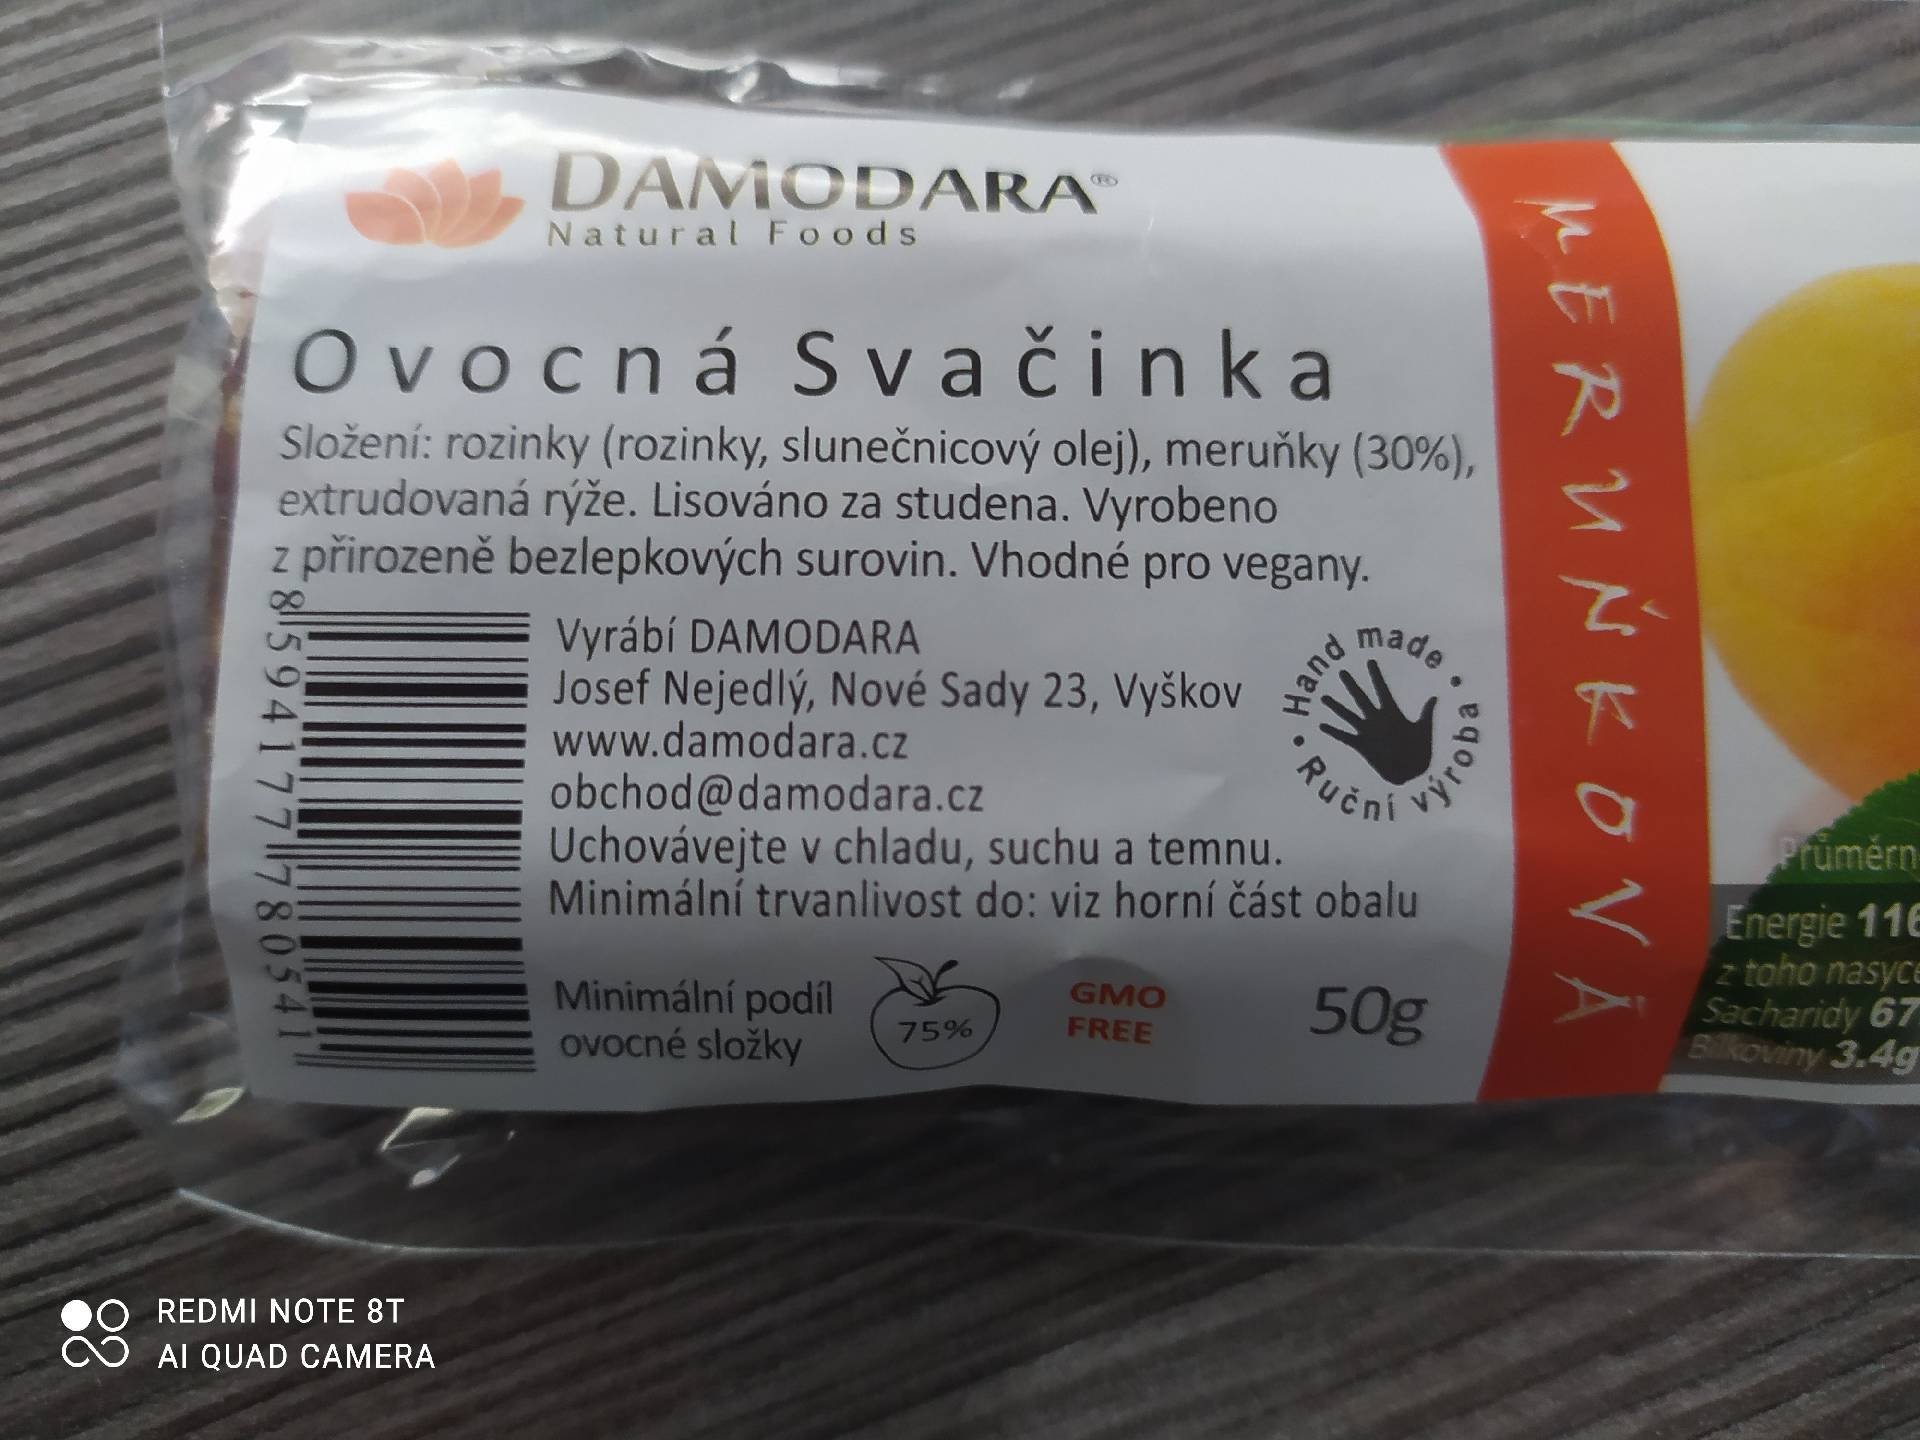 DAMODARA®
Natural Foods
Ovocná Svačinka
Složení: rozinky (rozinky, slunečnicový olej), meruňky (30%),
extrudovaná rýže. Lisováno za studena. Vyrobeno
z přirozeně bezlepkových surovin. Vhodné pro vegany.
8594177780541
Vyrábí DAMODARA
Josef Nejedlý, Nové Sady 23, Vyškov
www.damodara.cz
obchod@damodara.cz
Uchovávejte v chladu, suchu a temnu.
Minimální trvanlivost do: viz horní část obalu
Hand made • Ruční výroba •
Minimální podíl
ovocné složky
75%
GMO
FREE
50g
MERUŇKOVÁ
Energie 116
z toho
Sacharidy 67
Bílkoviny 3.4g
REDMI NOTE 8T
AI QUAD CAMERA